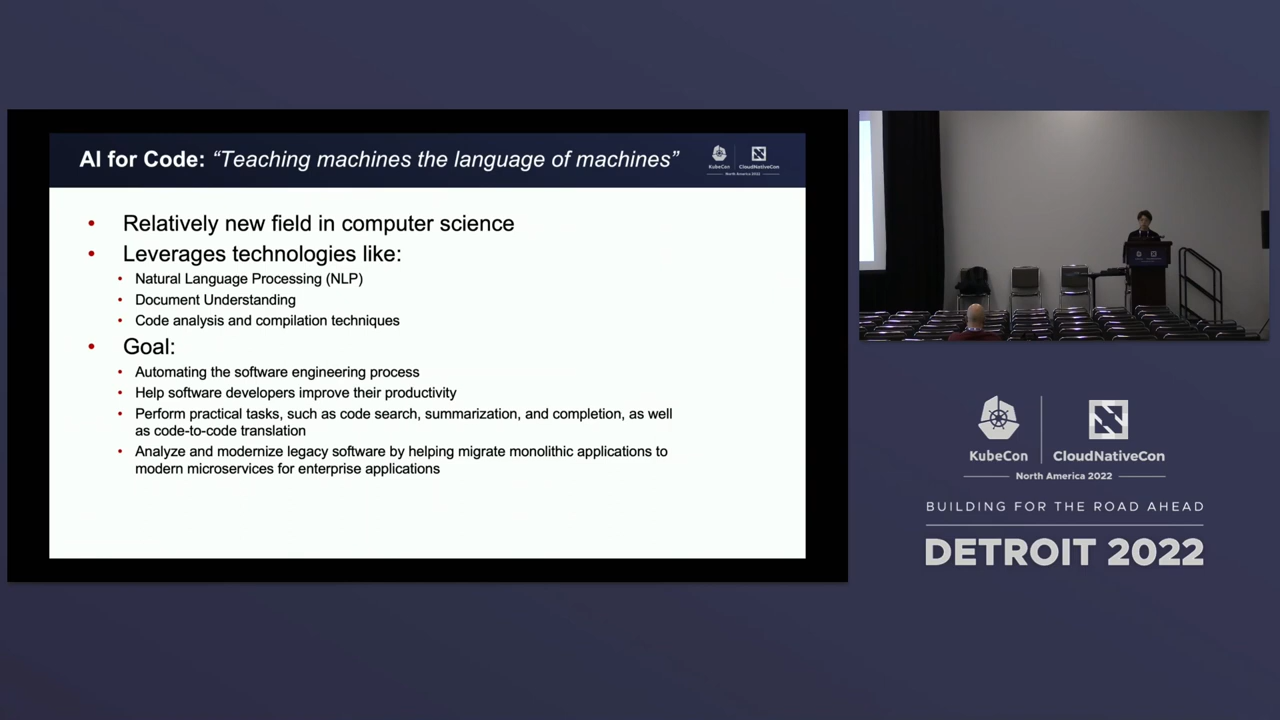 AI for Code: “Teaching machines the language of machines”
KubeCon
CloudNativeCon
North America 2022
• Relatively new field in computer science
• Leverages technologies like:
• Natural Language Processing (NLP)
• Document Understanding
• Code analysis and compilation techniques
• Goal:
• Automating the software engineering process
• Help software developers improve their productivity
• Perform practical tasks, such as code search, summarization, and completion, as well
as code-to-code translation
• Analyze and modernize legacy software by helping migrate monolithic applications to
modern microservices for enterprise applications
KubeCon
CloudNativeCon
North America 2022
BUILDING FOR THE ROAD AHEAD
DETROIT 2022